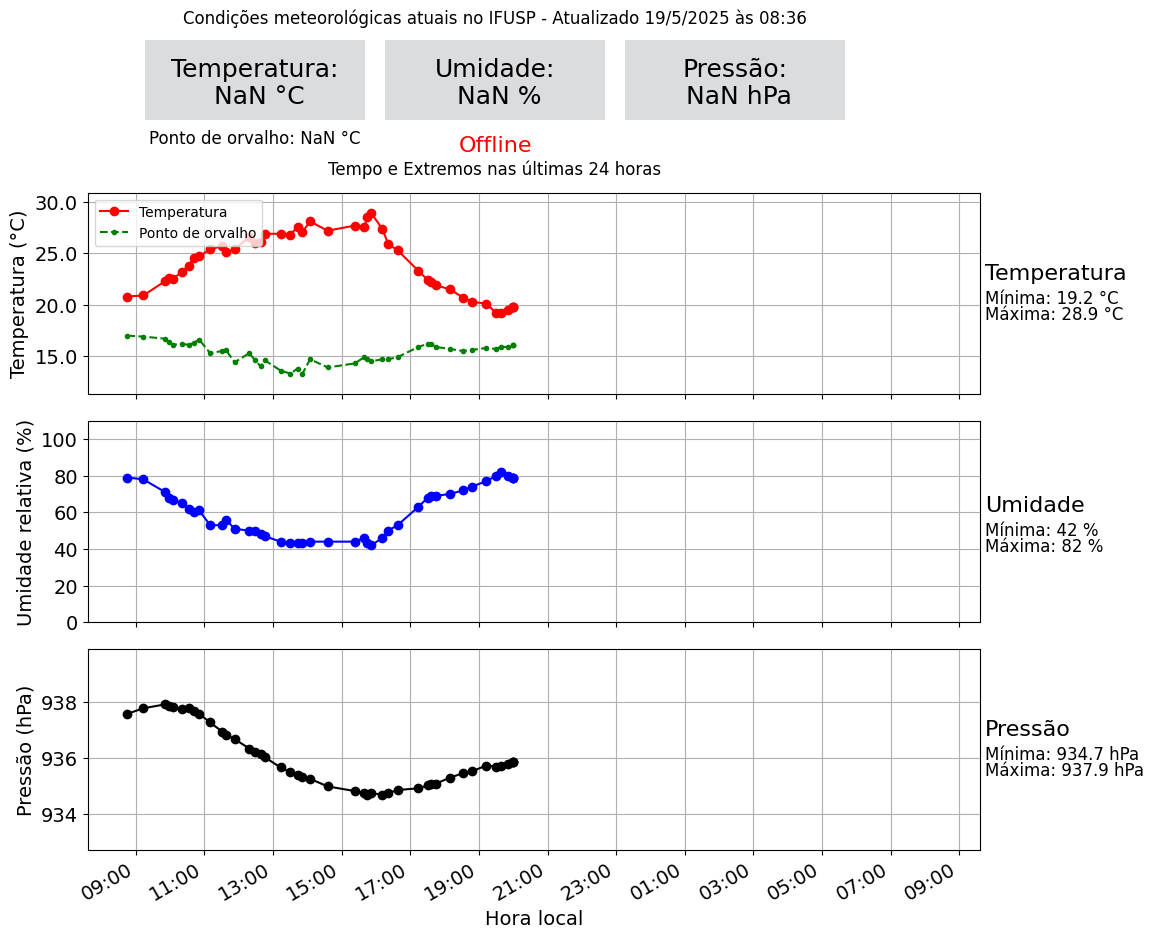 Condições meteorológicas atuais no IFUSP - Atualizado 19/5/2025 às 08:36
Temperatura:
NaN °C
Umidade:
NaN %
Pressão:
NaN hPa
Ponto de orvalho: NaN °C
Offline
Tempo e Extremos nas últimas 24 horas
Temperatura (°C)
30.0
25.0
20.0
15.0
Temperatura
Ponto de orvalho
Temperatura
Mínima: 19.2 °C
Máxima: 28.9 °C
Umidade relativa (%)
100
80
60
40
20
0
Umidade
Mínima: 42 %
Máxima: 82 %
Pressão (hPa)
938
936
934
Pressão
Mínima: 934.7 hPa
Máxima: 937.9 hPa
09:00 11:00 13:00 15:00 17:00 19:00 21:00 23:00 01:00 03:00 05:00 07:00 09:00
Hora local